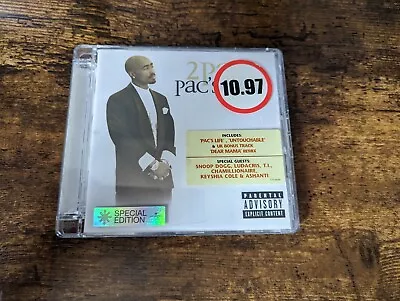 2P
pac's
10.97
INCLUDES:
'PAC'S LIFE', 'UNTOUCHABLE'
& UK BONUS TRACK
'DEAR MAMA' REMIX
SPECIAL GUESTS:
SNOOP DOGG, LUDACRIS, T.I.,
CHAMILLIONAIRE,
KEYSHIA COLE & ASHANTI
PARENTAL
ADVISORY
EXPLICIT CONTENT
SPECIAL
EDITION